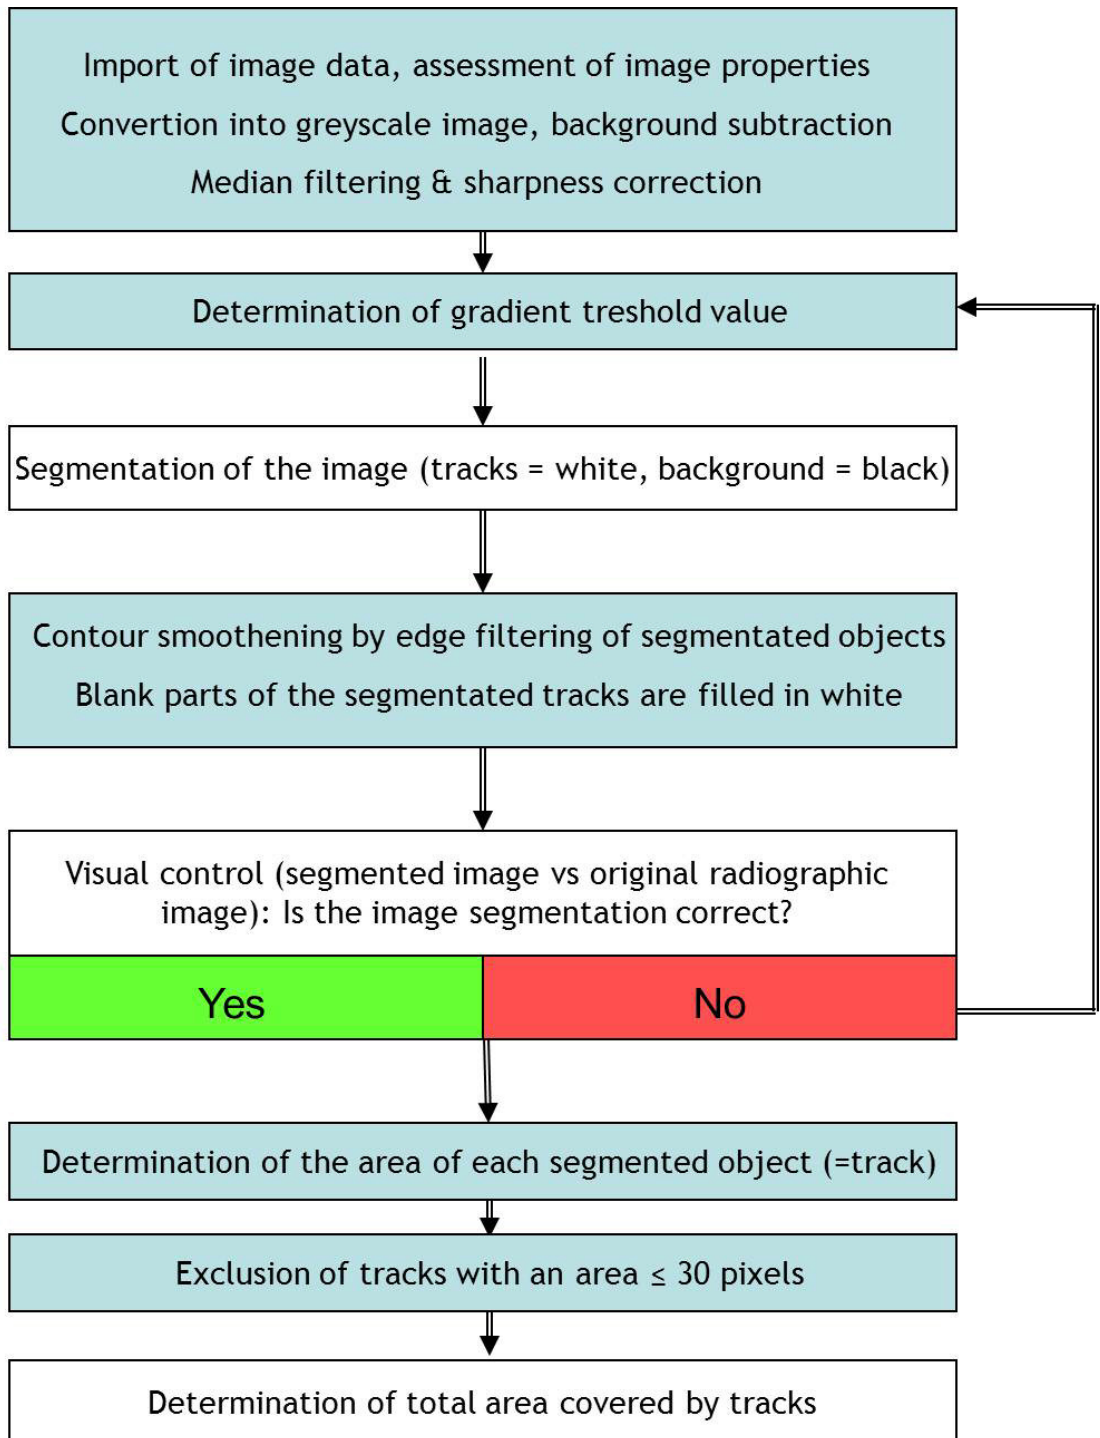 Import of image data, assessment of image properties
Convertion into greyscale image, background subtraction
Median filtering & sharpness correction
Determination of gradient treshold value
Segmentation of the image (tracks = white, background = black)
Contour smoothening by edge filtering of segmentated objects
Blank parts of the segmentated tracks are filled in white
Visual control (segmented image vs original radiographic
image): Is the image segmentation correct?
Yes
No
Determination of the area of each segmented object (=track)
Exclusion of tracks with an area ≤ 30 pixels
Determination of total area covered by tracks